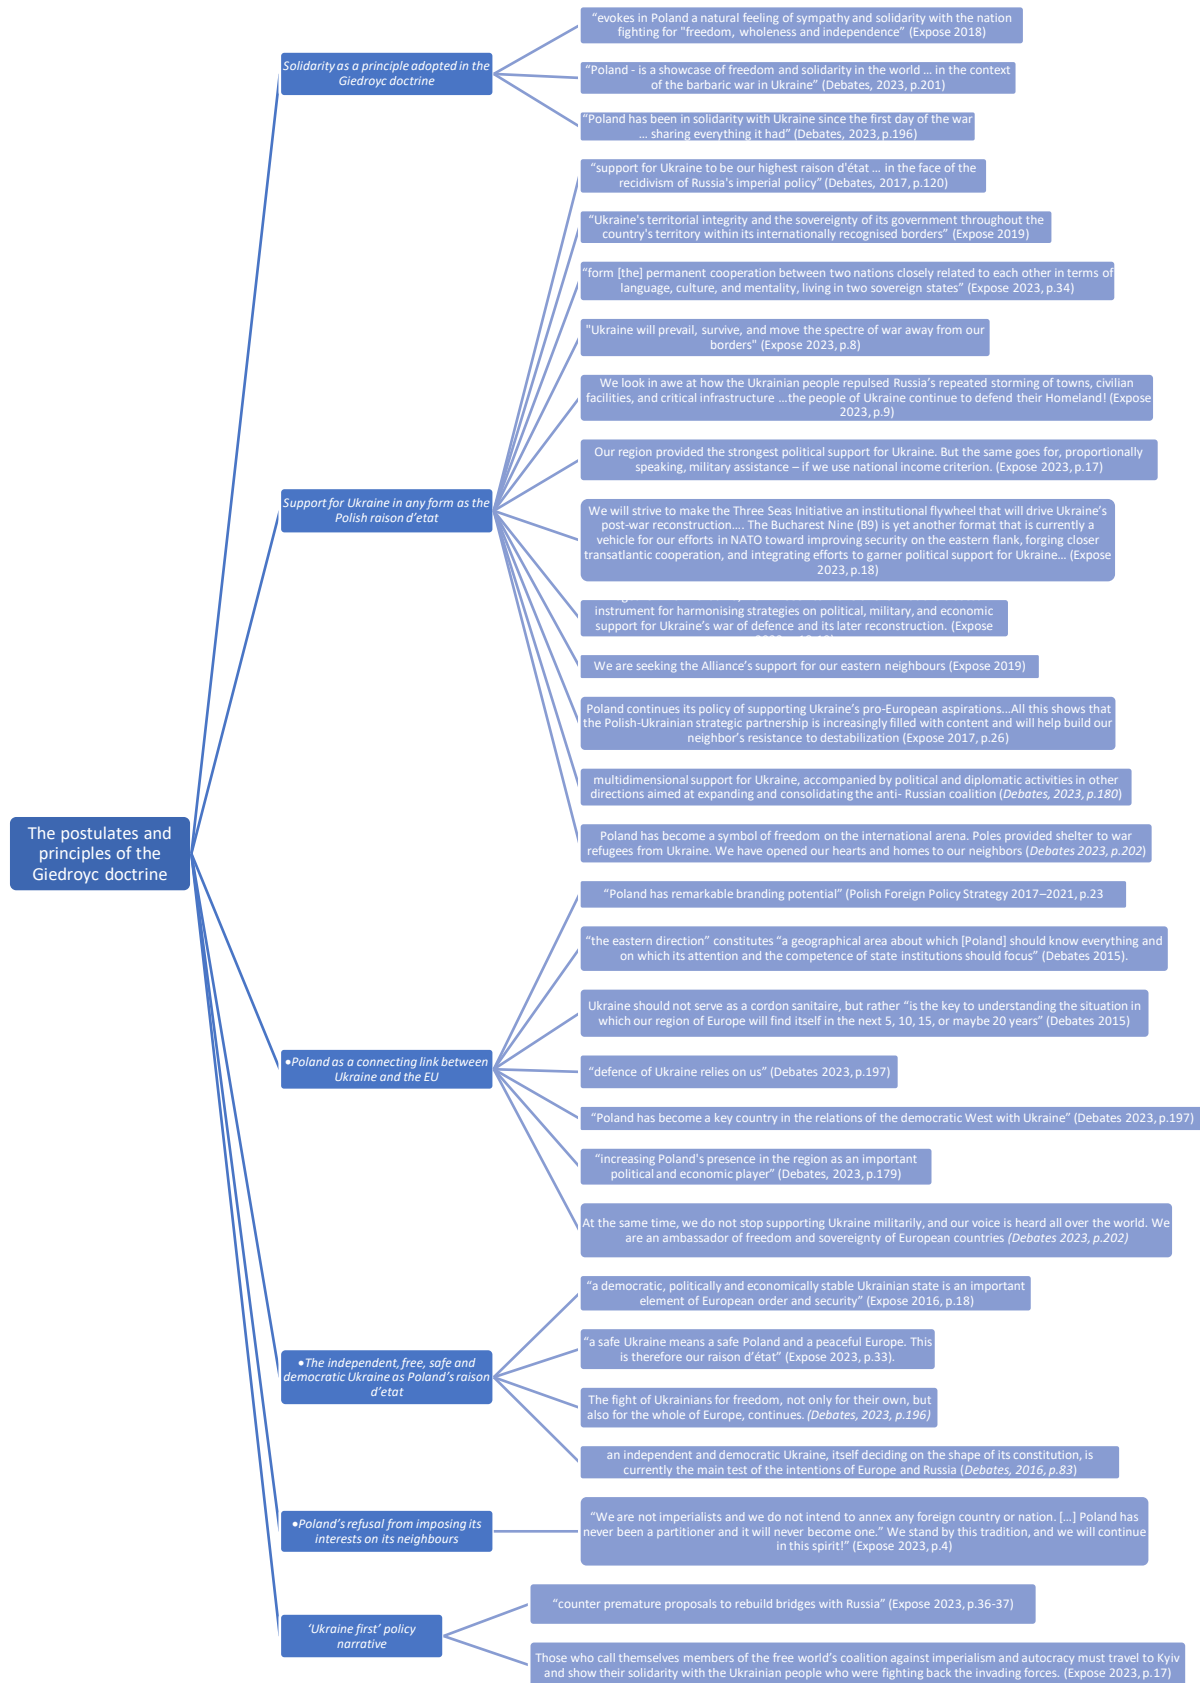 The postulates and
principles of the
Giedroyc doctrine
Solidarity as a principle adopted in the
Giedroyc doctrine
“evokes in Poland a natural feeling of sympathy and solidarity with the nation
fighting for "freedom, wholeness and independence” (Expose 2018)
“Poland - is a showcase of freedom and solidarity in the world … in the context
of the barbaric war in Ukraine” (Debates, 2023, p.201)
“Poland has been in solidarity with Ukraine since the first day of the war
… sharing everything it had” (Debates, 2023, p.196)
Support for Ukraine in any form as the
Polish raison d’etat
“support for Ukraine to be our highest raison d'état … in the face of the
recidivism of Russia's imperial policy” (Debates, 2017, p.120)
“Ukraine's territorial integrity and the sovereignty of its government throughout the
country's territory within its internationally recognised borders” (Expose 2019)
“form [the] permanent cooperation between two nations closely related to each other in terms of
language, culture, and mentality, living in two sovereign states” (Expose 2023, p.34)
"Ukraine will prevail, survive, and move the spectre of war away from our
borders" (Expose 2023, p.8)
We look in awe at how the Ukrainian people repulsed Russia’s repeated storming of towns, civilian
facilities, and critical infrastructure …the people of Ukraine continue to defend their Homeland! (Expose
2023, p.9)
Our region provided the strongest political support for Ukraine. But the same goes for, proportionally
speaking, military assistance – if we use national income criterion. (Expose 2023, p.17)
We will strive to make the Three Seas Initiative an institutional flywheel that will drive Ukraine’s
post-war reconstruction…. The Bucharest Nine (B9) is yet another format that is currently a
vehicle for our efforts in NATO toward improving security on the eastern flank, forging closer
transatlantic cooperation, and integrating efforts to garner political support for Ukraine… (Expose
2023, p.18)
instrument for harmonising strategies on political, military, and economic
support for Ukraine’s war of defence and its later reconstruction. (Expose
We are seeking the Alliance’s support for our eastern neighbours (Expose 2019)
Poland continues its policy of supporting Ukraine’s pro-European aspirations…All this shows that
the Polish-Ukrainian strategic partnership is increasingly filled with content and will help build our
neighbor’s resistance to destabilization (Expose 2017, p.26)
multidimensional support for Ukraine, accompanied by political and diplomatic activities in other
directions aimed at expanding and consolidating the anti- Russian coalition (Debates, 2023, p.180)
Poland has become a symbol of freedom on the international arena. Poles provided shelter to war
refugees from Ukraine. We have opened our hearts and homes to our neighbors (Debates 2023, p.202)
•Poland as a connecting link between
Ukraine and the EU
“Poland has remarkable branding potential” (Polish Foreign Policy Strategy 2017–2021, p.23
“the eastern direction” constitutes “a geographical area about which [Poland] should know everything and
on which its attention and the competence of state institutions should focus” (Debates 2015).
Ukraine should not serve as a cordon sanitaire, but rather “is the key to understanding the situation in
which our region of Europe will find itself in the next 5, 10, 15, or maybe 20 years” (Debates 2015)
“defence of Ukraine relies on us” (Debates 2023, p.197)
“Poland has become a key country in the relations of the democratic West with Ukraine” (Debates 2023, p.197)
“increasing Poland's presence in the region as an important
political and economic player” (Debates, 2023, p.179)
At the same time, we do not stop supporting Ukraine militarily, and our voice is heard all over the world. We
are an ambassador of freedom and sovereignty of European countries (Debates 2023, p.202)
•The independent, free, safe and
democratic Ukraine as Poland’s raison
d’etat
“a democratic, politically and economically stable Ukrainian state is an important
element of European order and security” (Expose 2016, p.18)
“a safe Ukraine means a safe Poland and a peaceful Europe. This
is therefore our raison d’état” (Expose 2023, p.33).
The fight of Ukrainians for freedom, not only for their own, but
also for the whole of Europe, continues. (Debates, 2023, p.196)
an independent and democratic Ukraine, itself deciding on the shape of its constitution, is
currently the main test of the intentions of Europe and Russia (Debates, 2016, p.83)
•Poland’s refusal from imposing its
interests on its neighbours
“We are not imperialists and we do not intend to annex any foreign country or nation. […] Poland has
never been a partitioner and it will never become one.” We stand by this tradition, and we will continue
in this spirit!” (Expose 2023, p.4)
‘Ukraine first’ policy
narrative
“counter premature proposals to rebuild bridges with Russia” (Expose 2023, p.36-37)
Those who call themselves members of the free world’s coalition against imperialism and autocracy must travel to Kyiv
and show their solidarity with the Ukrainian people who were fighting back the invading forces. (Expose 2023, p.17)